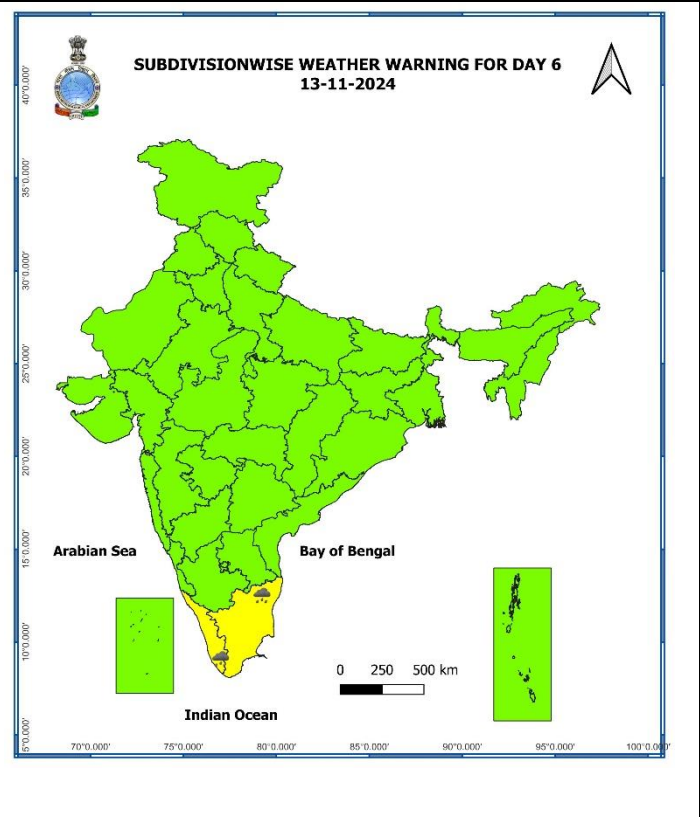 SUBDIVISIONWISE WEATHER WARNING FOR DAY 6
13-11-2024
40°0.000'
35°0.000'
30°0.000'
25°0.000'
20°0.000'
15°0.000'
10°0.000'
5°0.000'
Arabian Sea
Bay of Bengal
0 250 500 km
Indian Ocean
70°0.000' 75°0.000' 80°0.000' 85°0.000' 90°0.000' 95°0.000' 100°0.000'